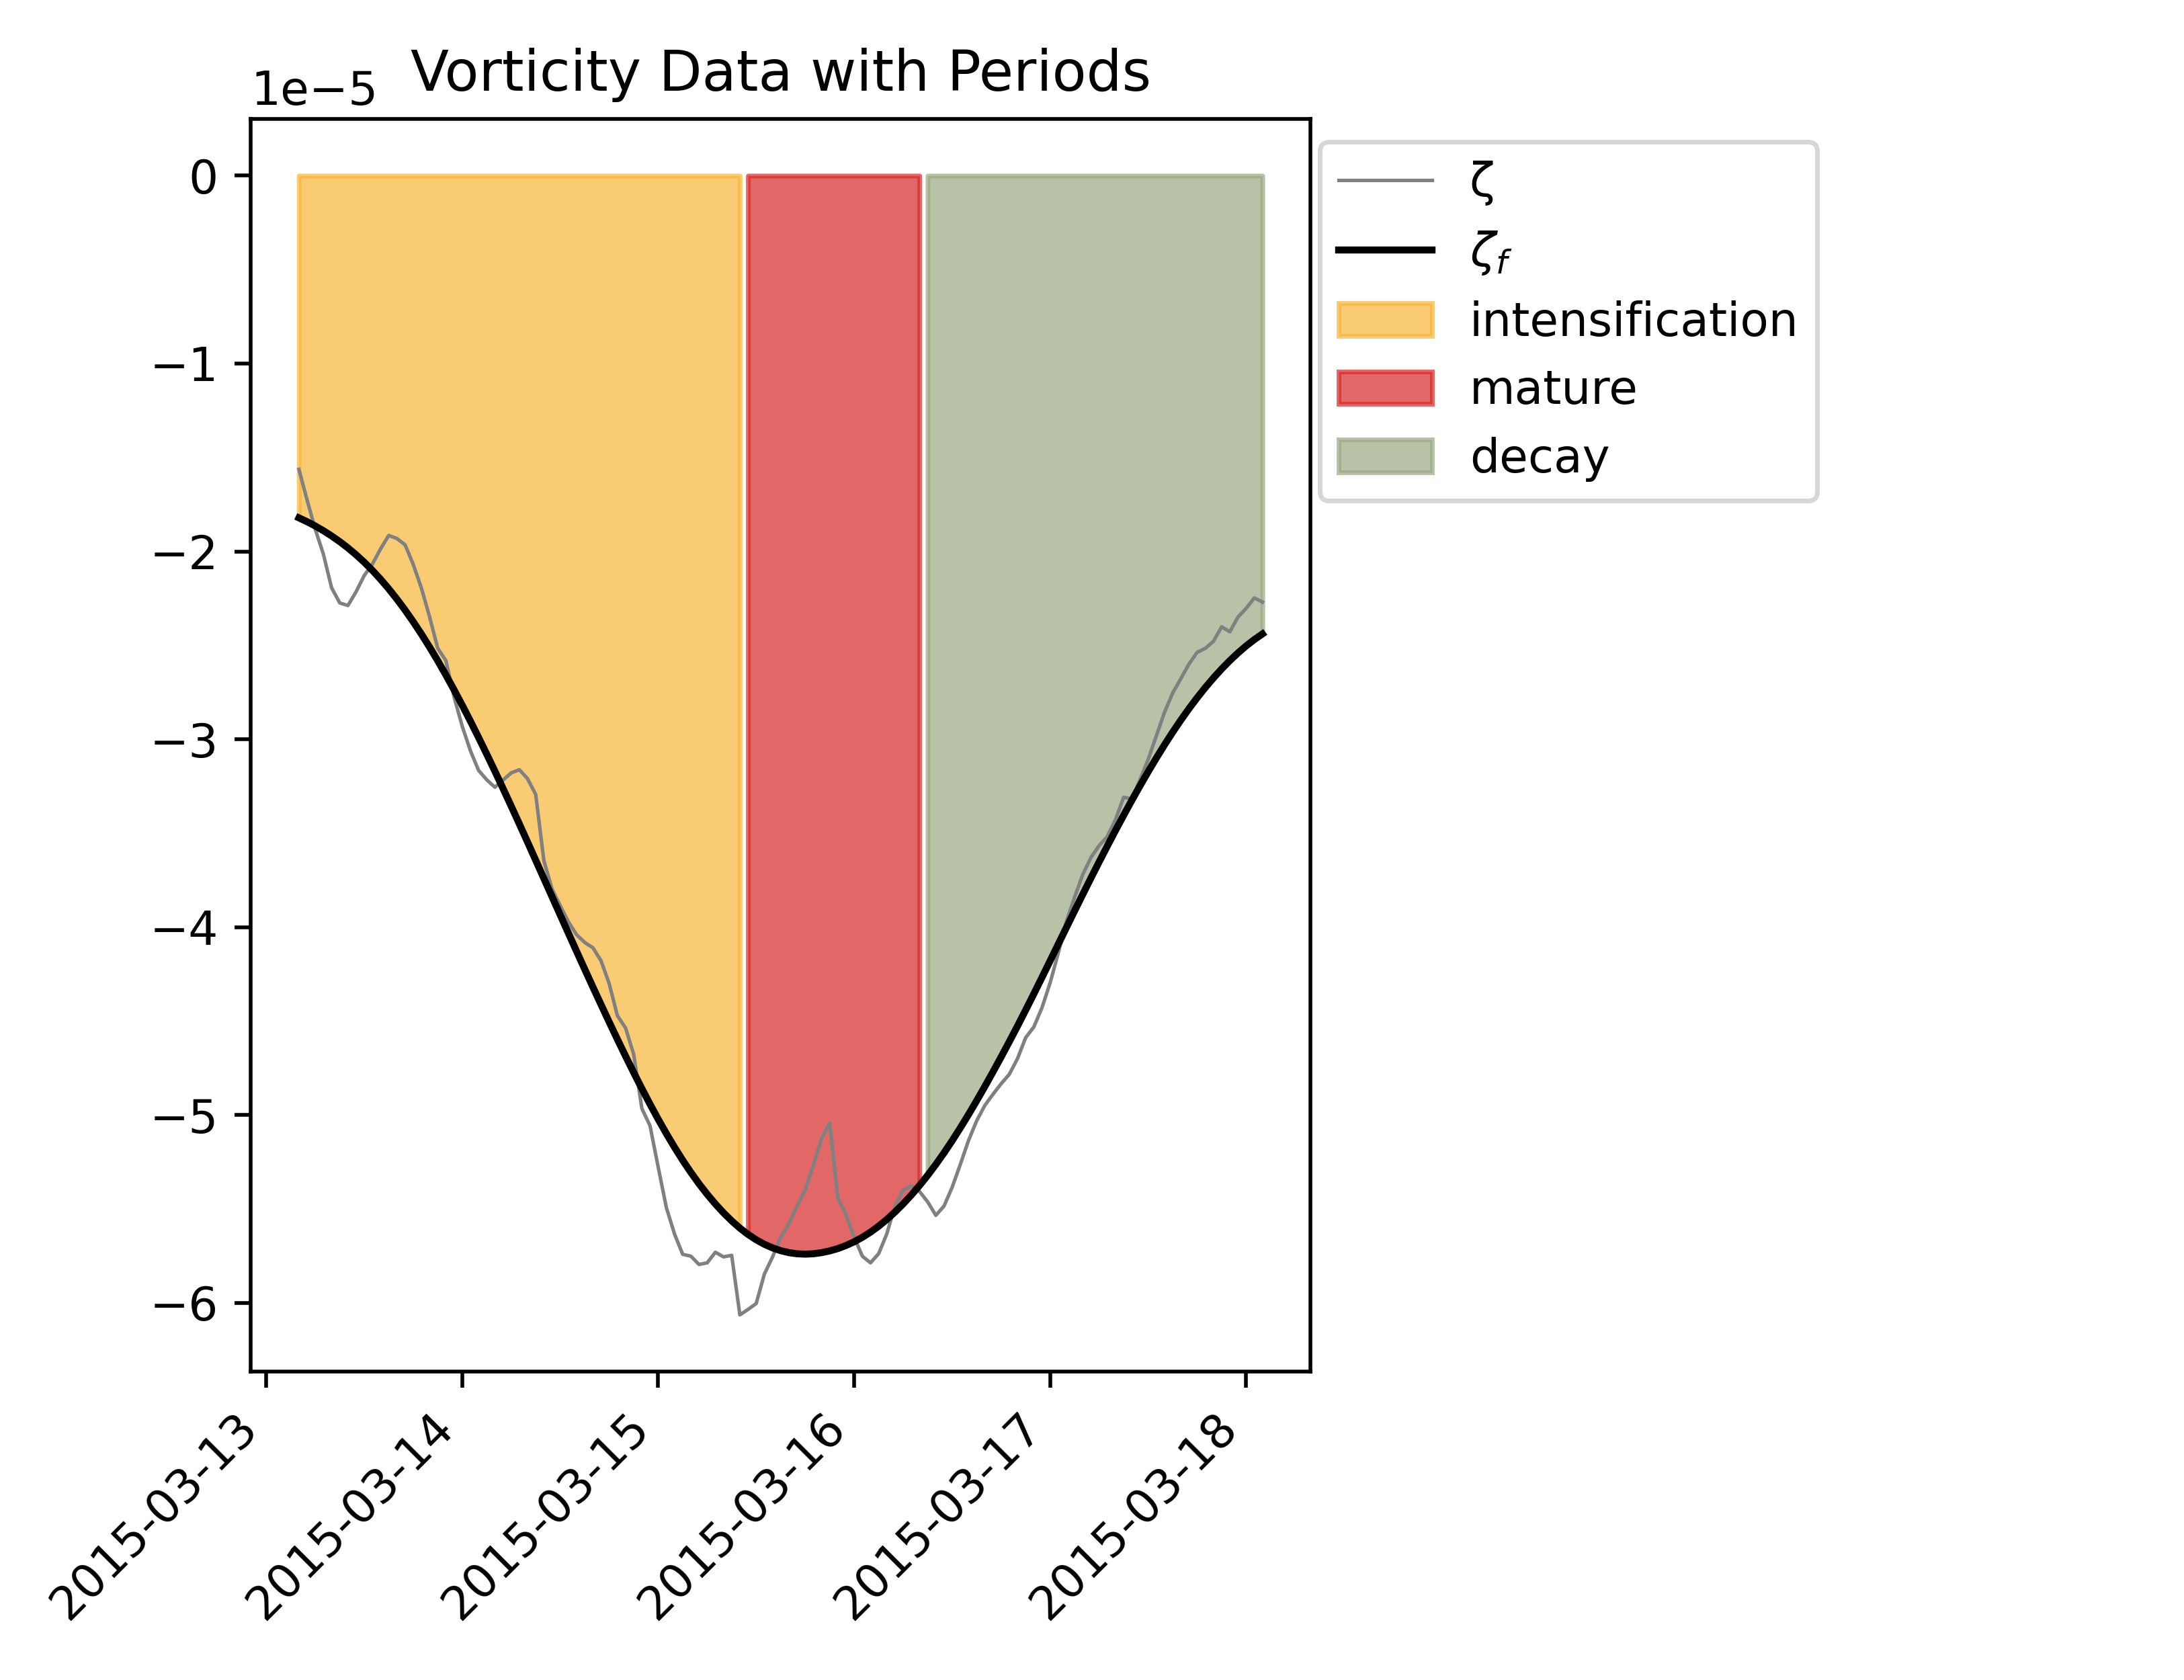 Vorticity Data with Periods
1e−5
0
−1
−2
−3
−4
−5
−6
2015-03-13
2015-03-14
2015-03-15
2015-03-16
2015-03-17
2015-03-18
ζ
ζf
intensification
mature
decay